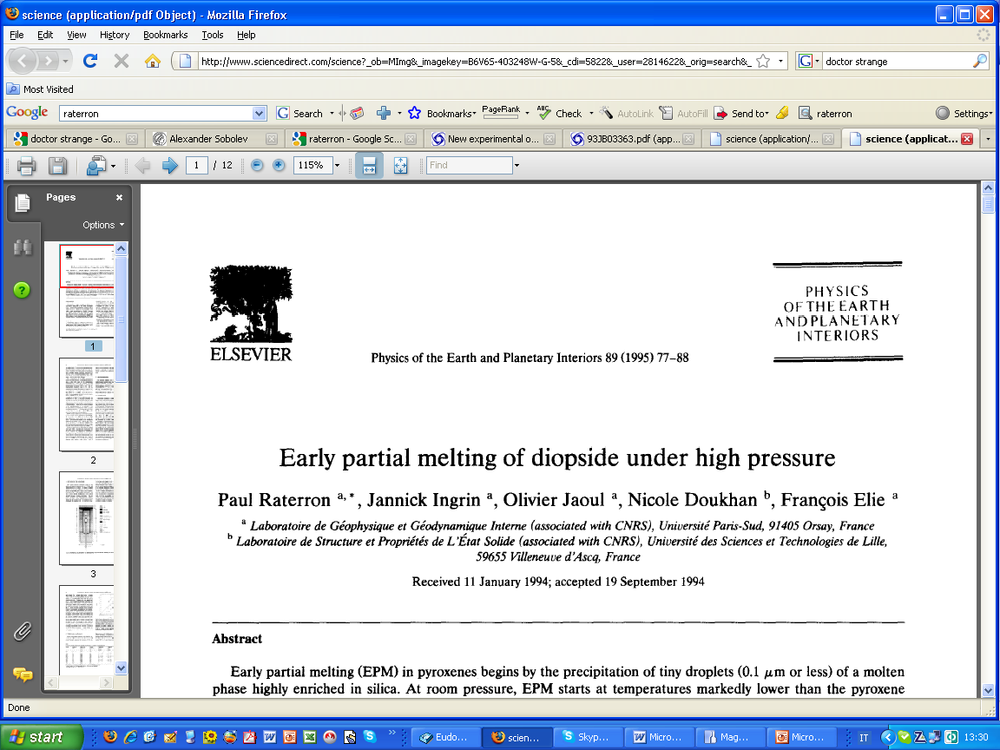 science (application/pdf Object) - Mozilla Firefox
File Edit View History Bookmarks Tools Help
http://www.sciencedirect.com/science?_ob=MImg&_imagekey=B6V6S-403248W-G-5&_cdi=5822&_user=2814622&_orig=search&_
doctor strange
Most Visited
Google raterron Search Bookmarks PageRank Check AutoLink AutoFill Send to raterron Settings
doctor strange - Go... Alexander Sobolev raterron - Google Sc... New experimental o... 93JB03363.pdf (app... science (application/... science (applicat...
1 / 12 115% Find
Pages
Options
1
2
3
ELSEVIER
Physics of the Earth and Planetary Interiors 89 (1995) 77–88
PHYSICS
OF THE EARTH
AND PLANETARY
INTERIORS
Early partial melting of diopside under high pressure
Paul Raterron a,*, Jannick Ingrin a, Olivier Jaoul a, Nicole Doukhan b, François Elie a
a Laboratoire de Géophysique et Géodynamique Interne (associated with CNRS), Université Paris-Sud, 91405 Orsay, France
b Laboratoire de Structure et Propriétés de L'État Solide (associated with CNRS), Université des Sciences et Technologies de Lille,
59655 Villeneuve d'Ascq, France
Received 11 January 1994; accepted 19 September 1994
Abstract
Early partial melting (EPM) in pyroxenes begins by the precipitation of tiny droplets (0.1 μm or less) of a molten
phase highly enriched in silica. At room pressure, EPM starts at temperatures markedly lower than the pyroxene
Done
start Eudo... scien... Skyp... Micro... Mag... Micro... IT 13:30